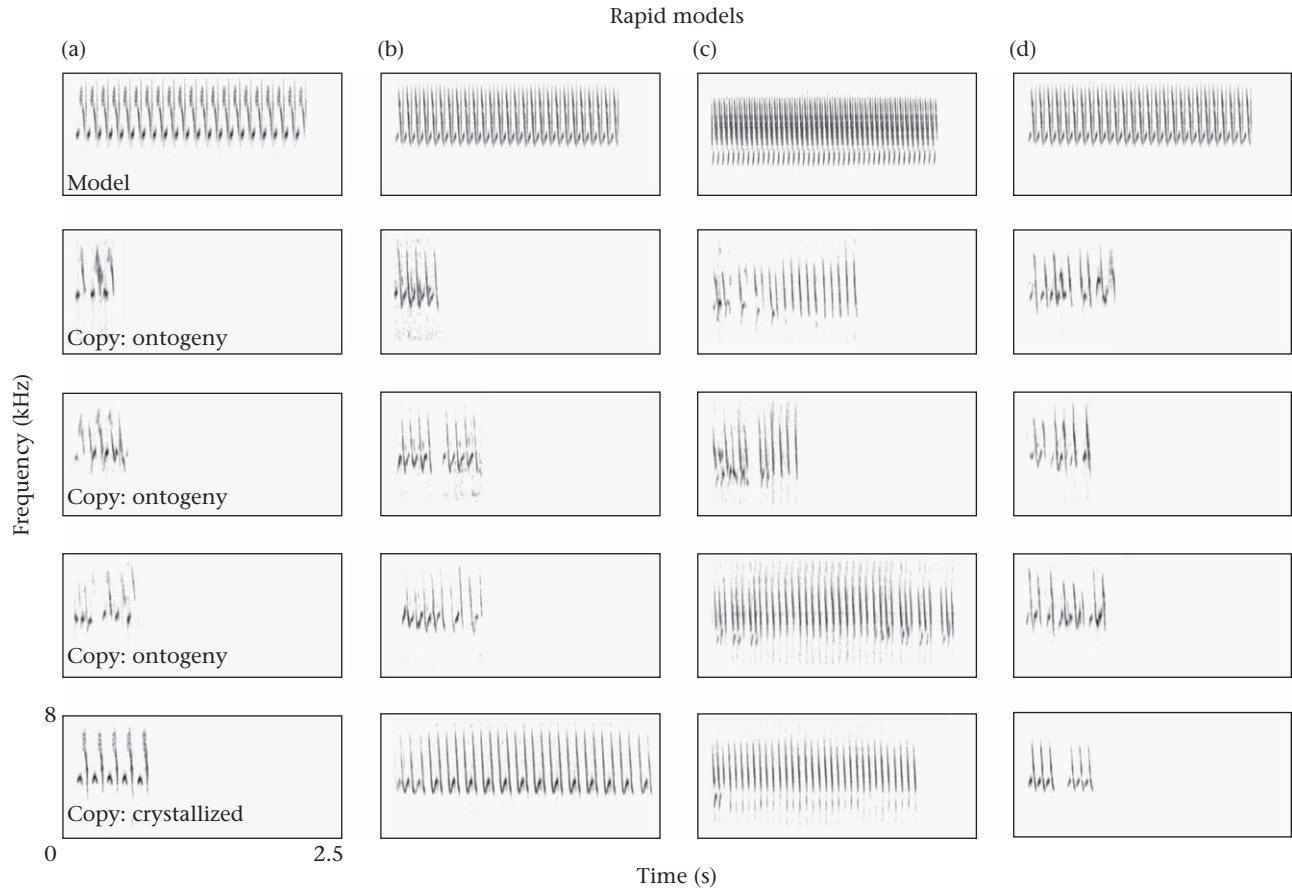 Rapid models
(a)
(b)
(c)
(d)
Model
Copy: ontogeny
Copy: ontogeny
Copy: ontogeny
Copy: crystallized
Frequency (kHz)
8
0
2.5
Time (s)